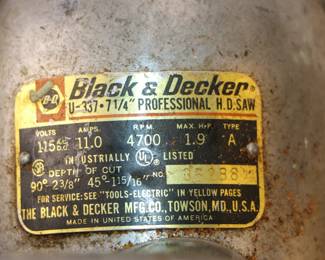 B D
Black & Decker®
U-337•7 1/4" PROFESSIONAL H.D. SAW
VOLTS AMPS. R.P.M. MAX. H.P. TYPE
115 A.C. D.C. 11.0 4700 1.9 "A"
INDUSTRIALLY UL LISTED
DEPTH OF CUT
90° 2 3/8" 45° 1-15/16" NO.
FOR SERVICE: SEE "TOOLS-ELECTRIC" IN YELLOW PAGES
THE BLACK & DECKER MFG.CO.,TOWSON, MD., U.S.A.
MADE IN UNITED STATES OF AMERICA